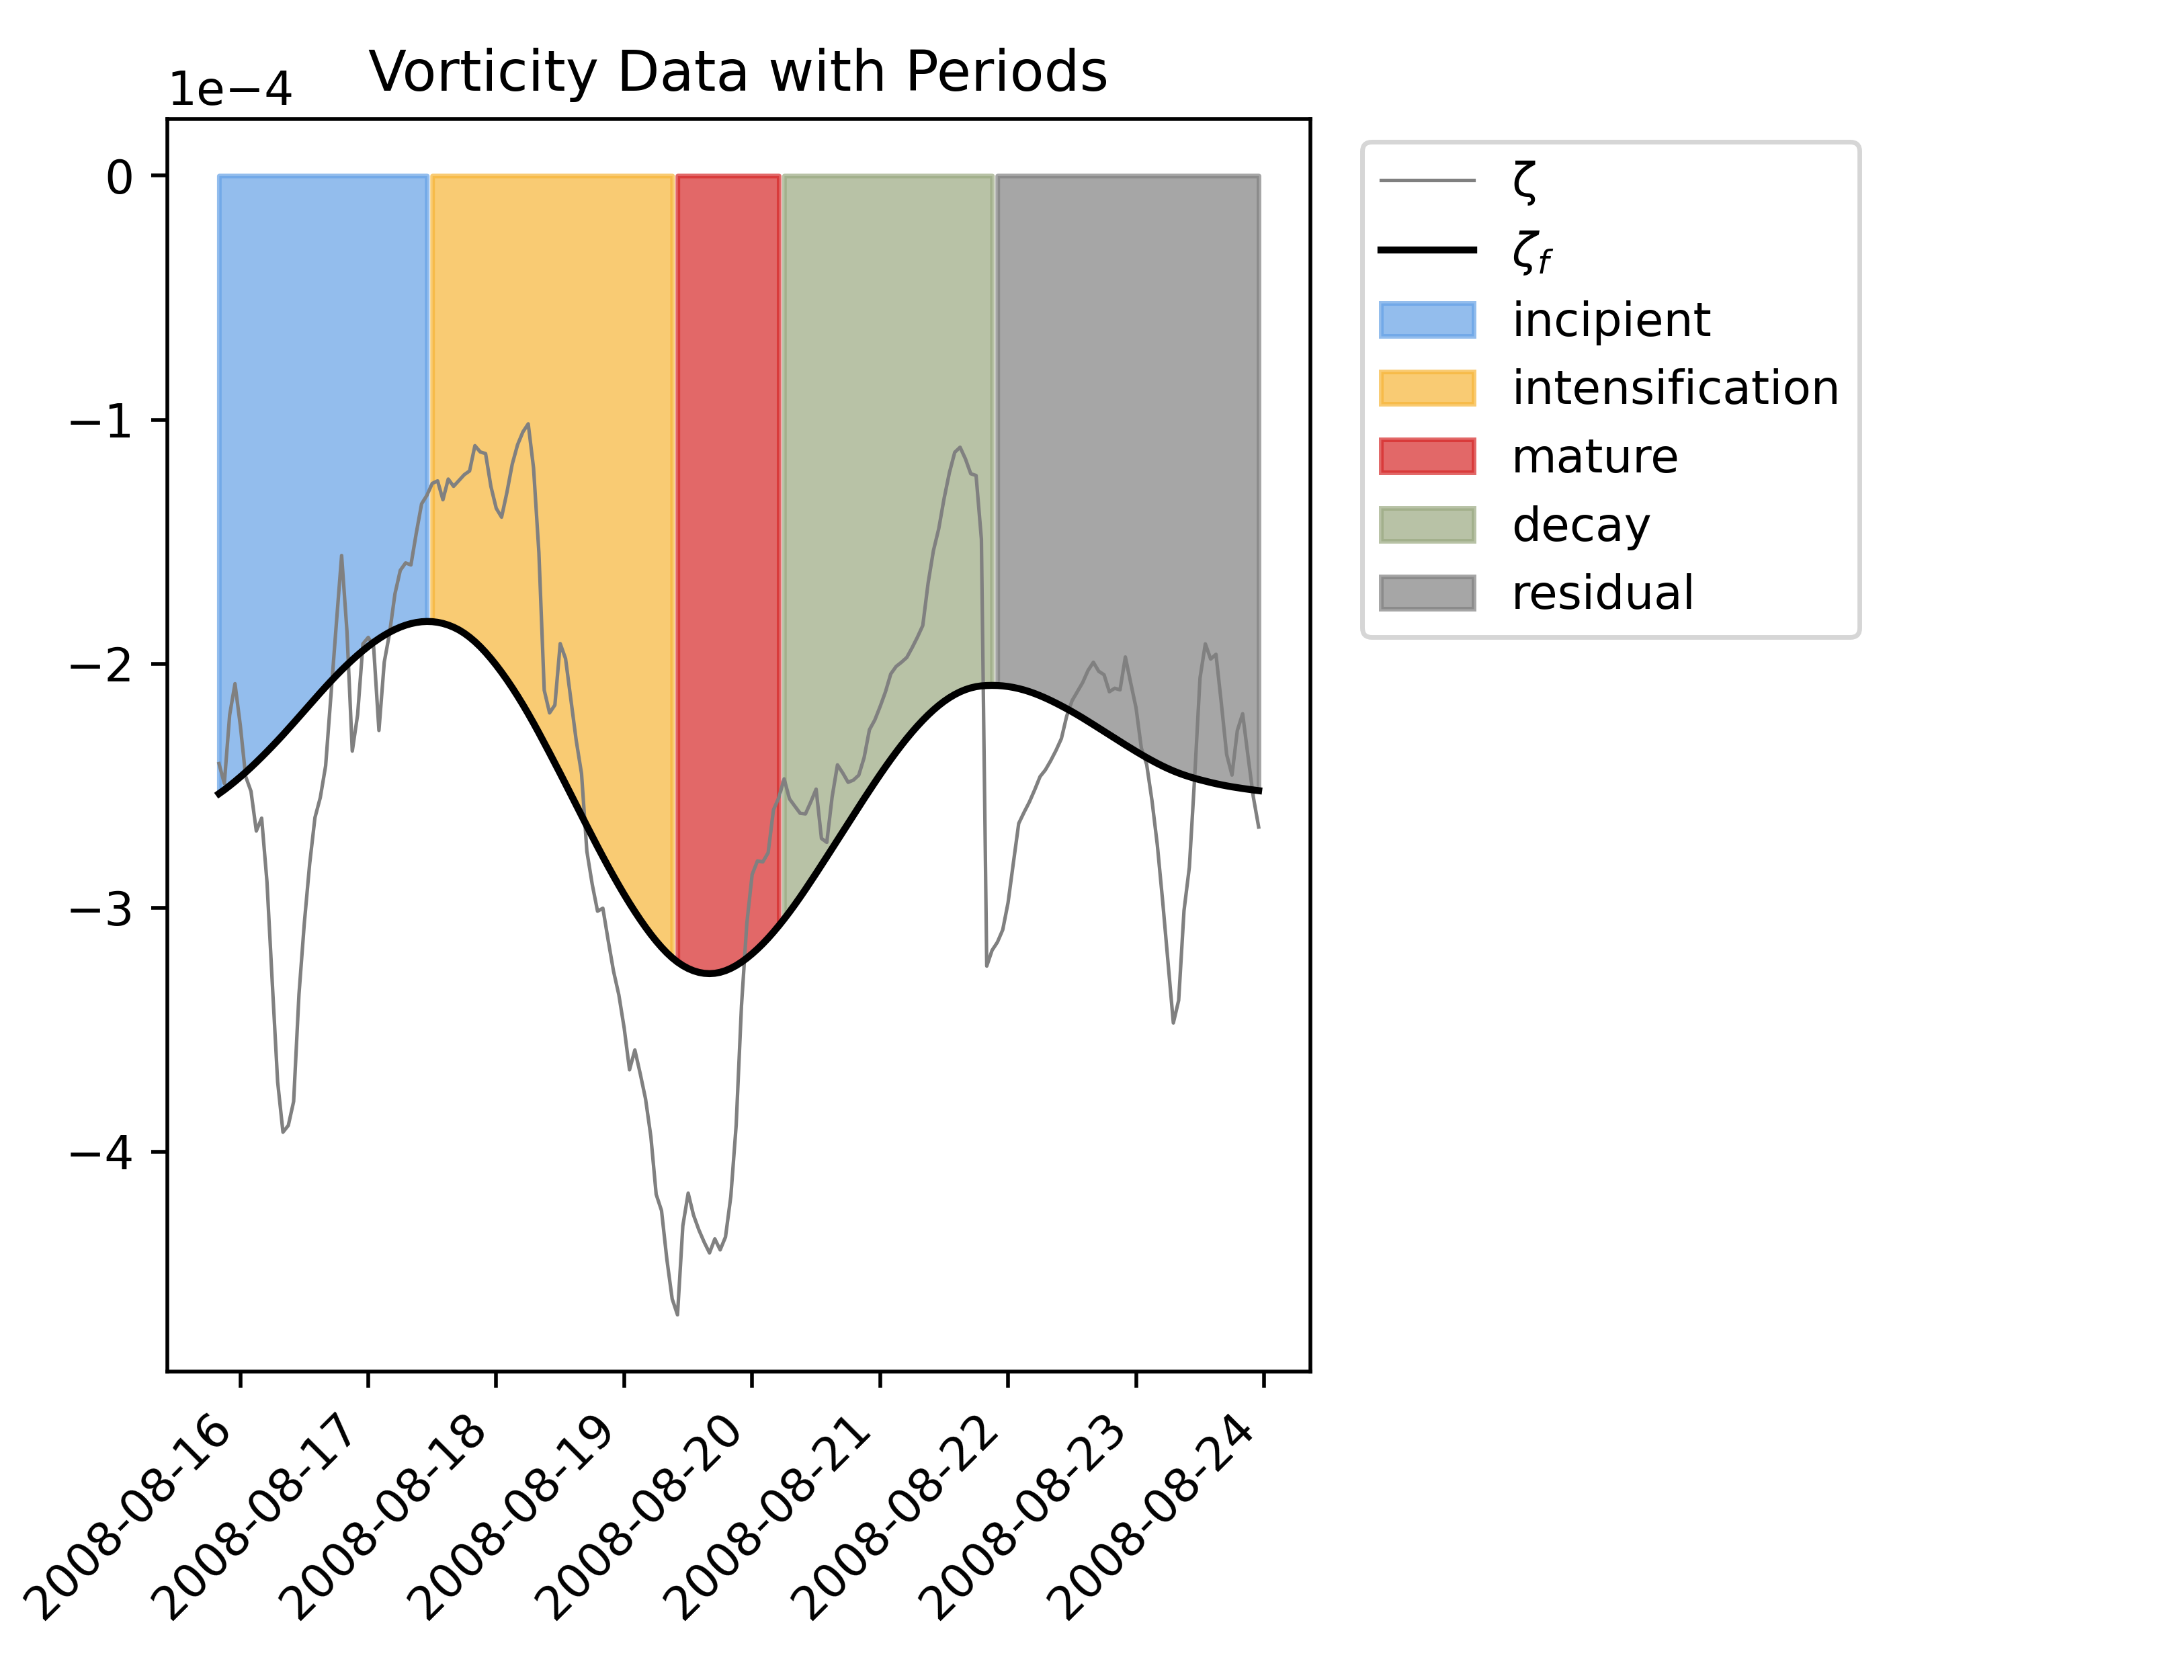 Vorticity Data with Periods
1e−4
0
−1
−2
−3
−4
2008-08-16
2008-08-17
2008-08-18
2008-08-19
2008-08-20
2008-08-21
2008-08-22
2008-08-23
2008-08-24
ζ
ζf
incipient
intensification
mature
decay
residual